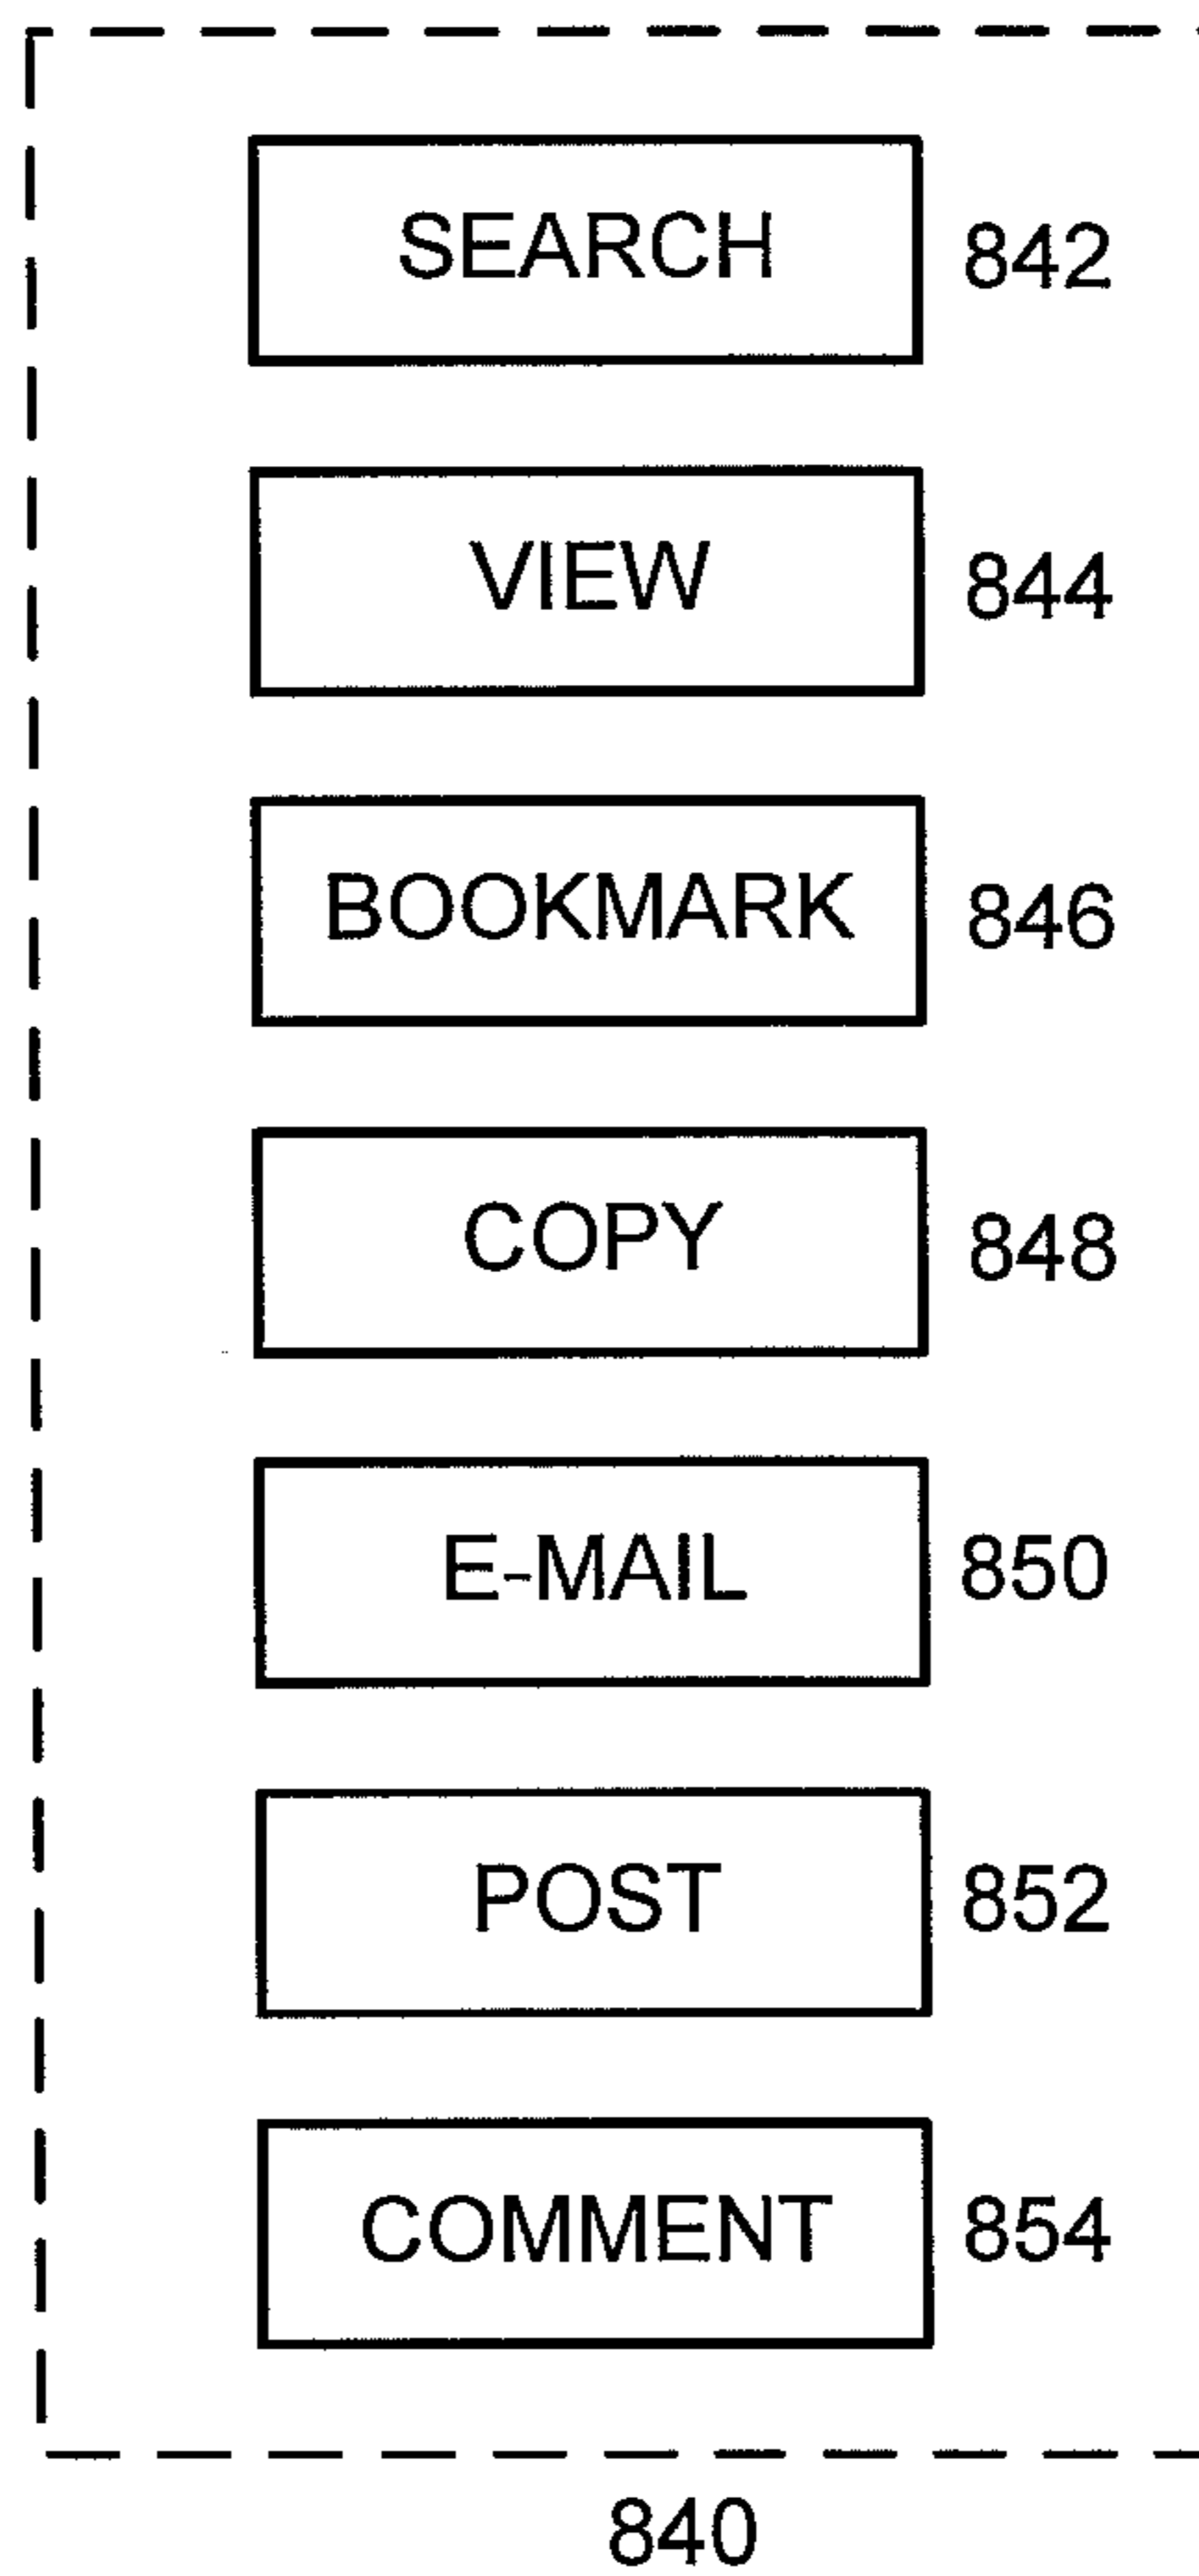 SEARCH 842
VIEW 844
BOOKMARK 846
COPY 848
E-MAIL 850
POST 852
COMMENT 854
840